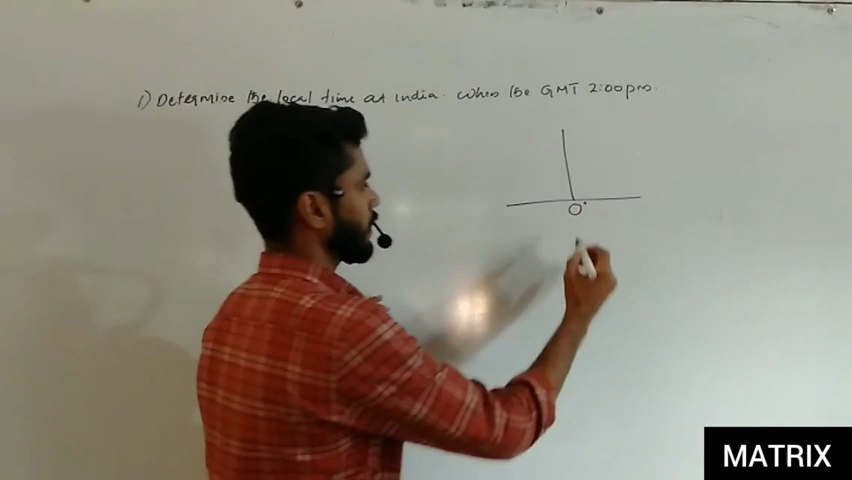 1) Determine the local time at India. When the GMT 2:00pm.
0°
MATRIX